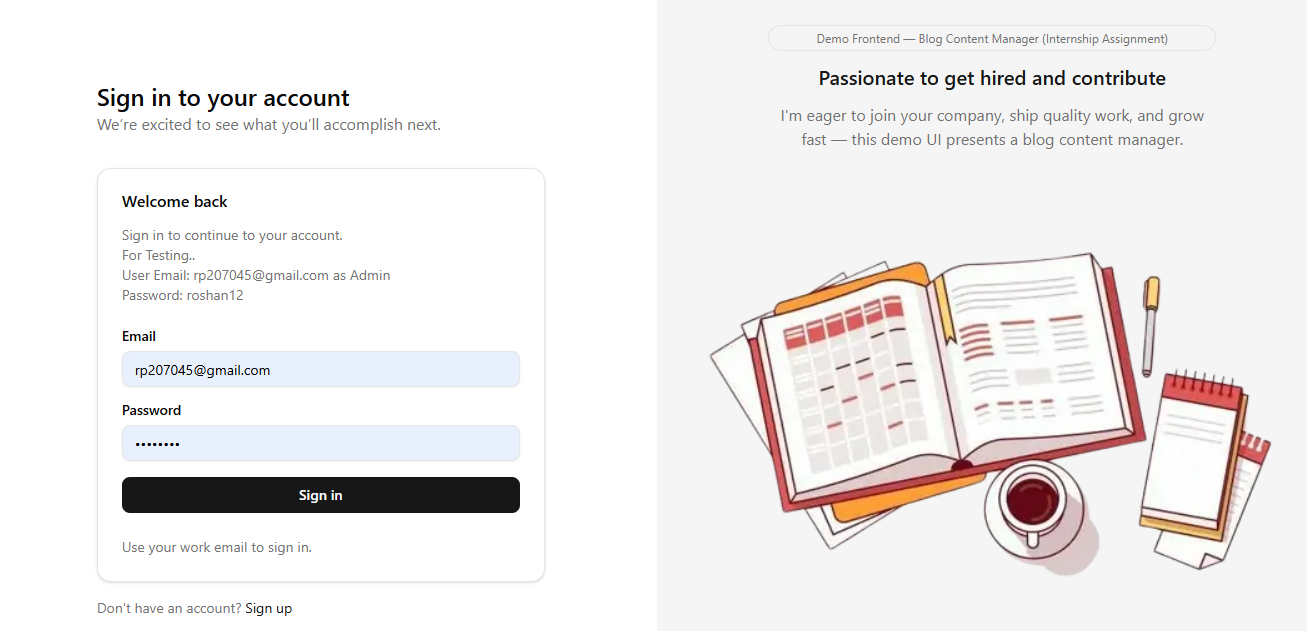 Sign in to your account
We're excited to see what you'll accomplish next.
Welcome back
Sign in to continue to your account.
For Testing..
User Email: rp207045@gmail.com as Admin
Password: roshan12
Email
rp207045@gmail.com
Password
••••••••
Sign in
Use your work email to sign in.
Don't have an account? Sign up
Demo Frontend — Blog Content Manager (Internship Assignment)
Passionate to get hired and contribute
I'm eager to join your company, ship quality work, and grow
fast — this demo UI presents a blog content manager.